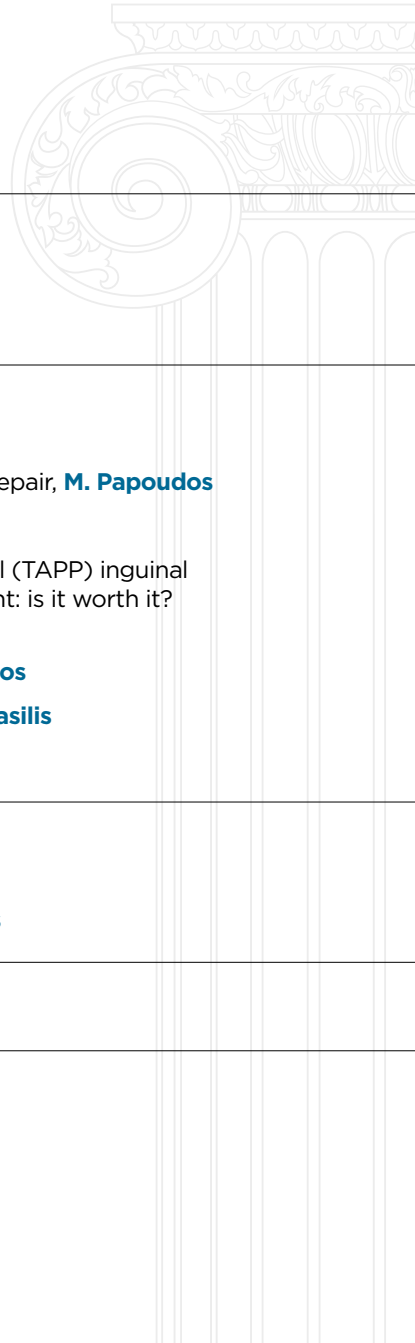 epair, M. Papoudos
l (TAPP) inguinal
nt: is it worth it?
os
asilis